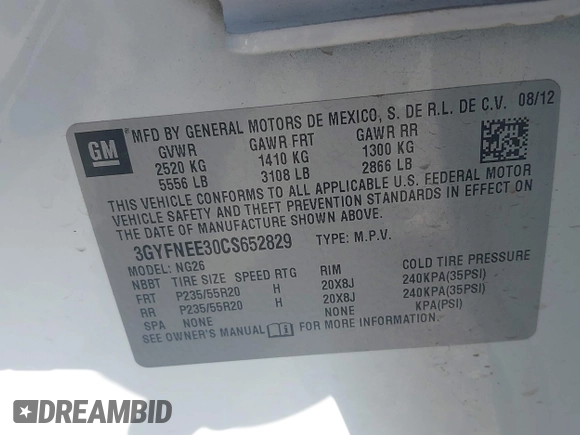 GM
MFD BY GENERAL MOTORS DE MEXICO, S. DE R.L. DE C.V. 08/12
GVWR GAWR FRT GAWR RR
2520 KG 1410 KG 1300 KG
5556 LB 3108 LB 2866 LB
THIS VEHICLE CONFORMS TO ALL APPLICABLE U.S. FEDERAL MOTOR
VEHICLE SAFETY AND THEFT PREVENTION STANDARDS IN EFFECT ON
THE DATE OF MANUFACTURE SHOWN ABOVE.
3GYFNEE30CS652829 TYPE: M.P.V.
MODEL: NG26
NBBT TIRE SIZE SPEED RTG RIM COLD TIRE PRESSURE
FRT P235/55R20 H 20X8J 240KPA(35PSI)
RR P235/55R20 H 20X8J 240KPA(35PSI)
SPA NONE NONE KPA(PSI)
SEE OWNER'S MANUAL FOR MORE INFORMATION.
DREAMBID